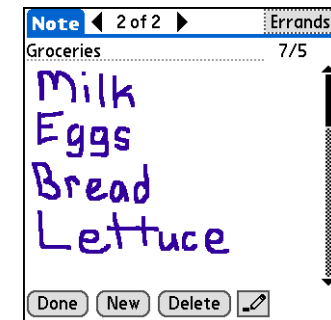 Note 2 of 2 Errands
Groceries 7/5
Milk
Eggs
Bread
Lettuce
Done New Delete